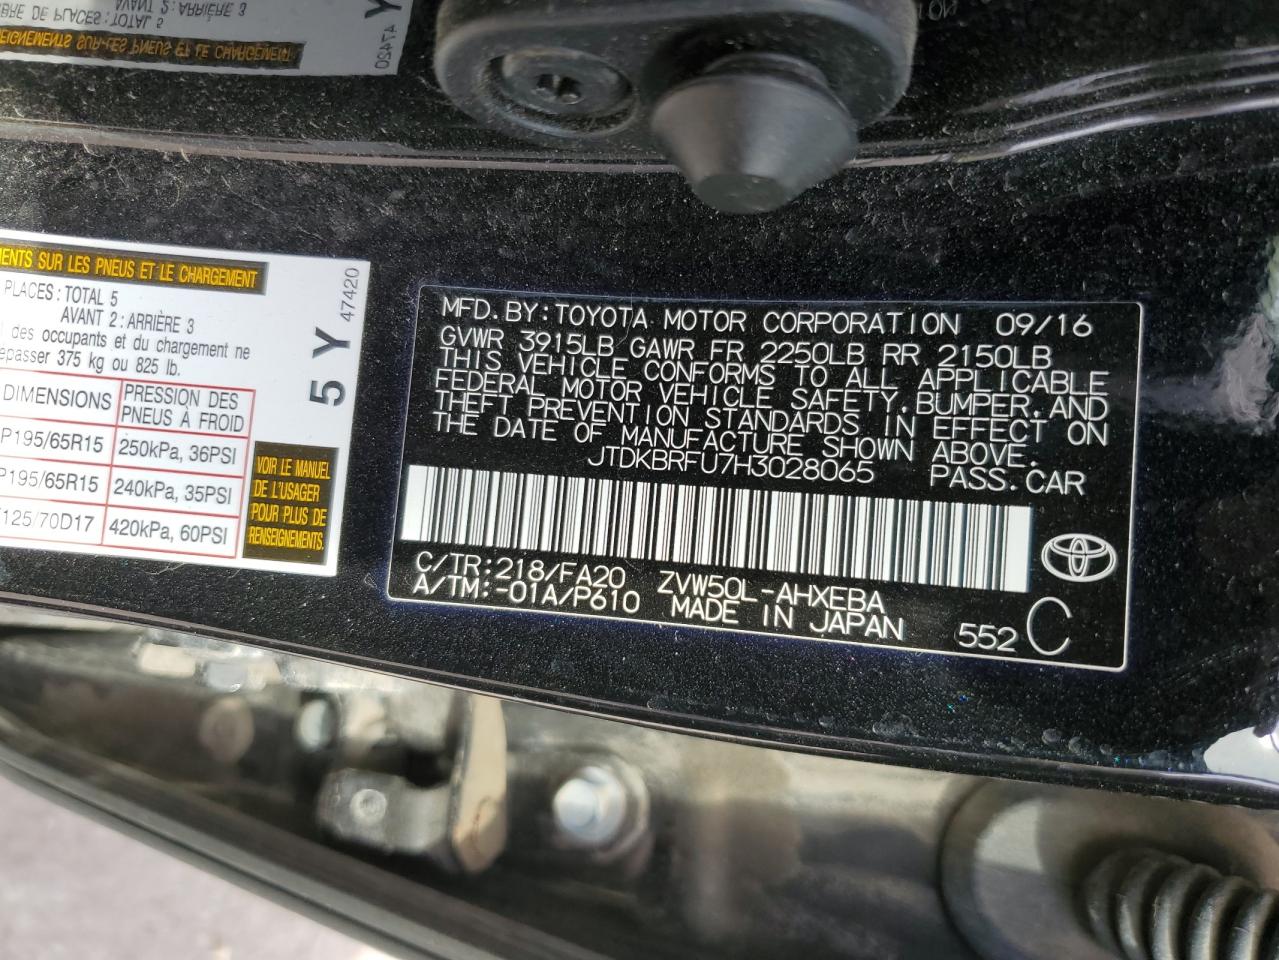 MENTS SUR LES PNEUS ET LE CHARGEMENT
PLACES : TOTAL 5
AVANT 2 : ARRIÈRE 3
des occupants et du chargement ne
épasser 375 kg ou 825 lb.
DIMENSIONS PRESSION DES PNEUS À FROID
P195/65R15 250kPa, 36PSI
P195/65R15 240kPa, 35PSI
T125/70D17 420kPa, 60PSI
5 Y
47420
VOIR LE MANUEL
DE L'USAGER
POUR PLUS DE
RENSEIGNEMENTS.
MFD. BY: TOYOTA MOTOR CORPORATION 09/16
GVWR 3915LB GAWR FR 2250LB RR 2150LB
THIS VEHICLE CONFORMS TO ALL APPLICABLE
FEDERAL MOTOR VEHICLE SAFETY, BUMPER, AND
THEFT PREVENTION STANDARDS IN EFFECT ON
THE DATE OF MANUFACTURE SHOWN ABOVE.
JTDKBRFU7H3028065 PASS. CAR
C/TR: 218/FA20 ZVW50L-AHXEBA
A/TM: -01A/P610 MADE IN JAPAN
552 C